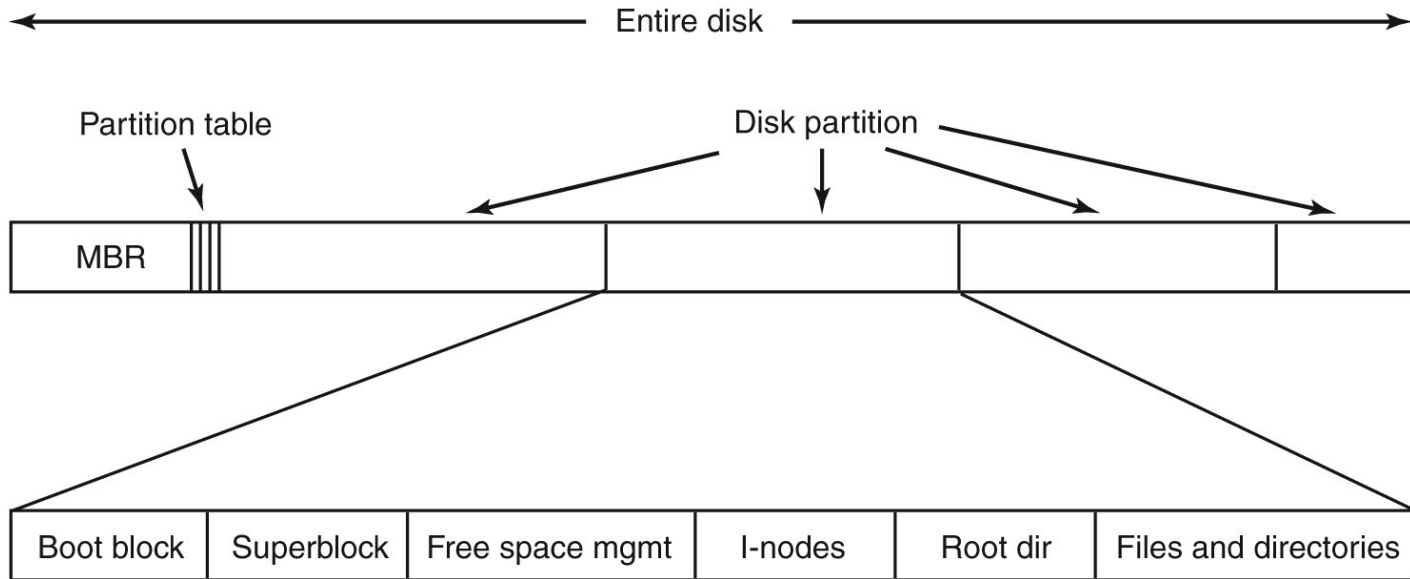 Entire disk
Partition table
Disk partition
MBR
Boot block
Superblock
Free space mgmt
I-nodes
Root dir
Files and directories